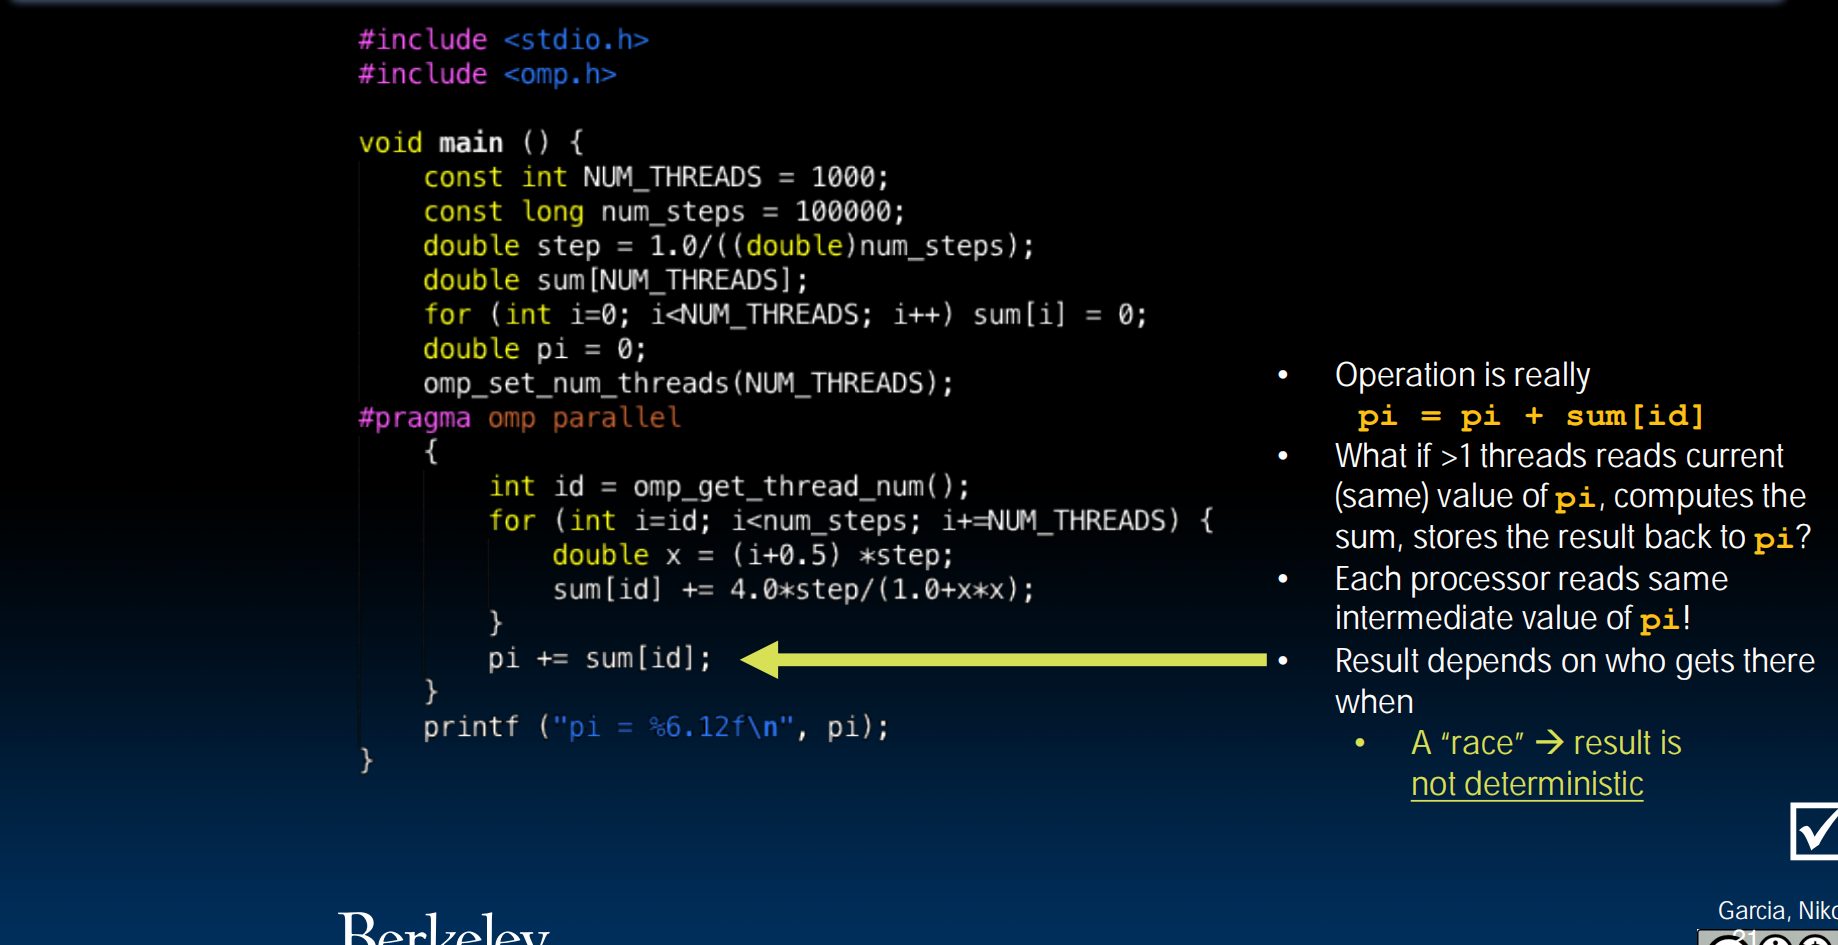 #include <stdio.h>
#include <omp.h>
void main () {
const int NUM_THREADS = 1000;
const long num_steps = 100000;
double step = 1.0/((double)num_steps);
double sum[NUM_THREADS];
for (int i=0; i<NUM_THREADS; i++) sum[i] = 0;
double pi = 0;
omp_set_num_threads(NUM_THREADS);
#pragma omp parallel
{
int id = omp_get_thread_num();
for (int i=id; i<num_steps; i+=NUM_THREADS) {
double x = (i+0.5) *step;
sum[id] += 4.0*step/(1.0+x*x);
}
pi += sum[id];
}
printf ("pi = %6.12f\n", pi);
}
• Operation is really
pi = pi + sum[id]
• What if >1 threads reads current
(same) value of pi, computes the
sum, stores the result back to pi?
• Each processor reads same
intermediate value of pi!
• Result depends on who gets there
when
• A “race” → result is
not deterministic
Berkeley
Garcia,
21